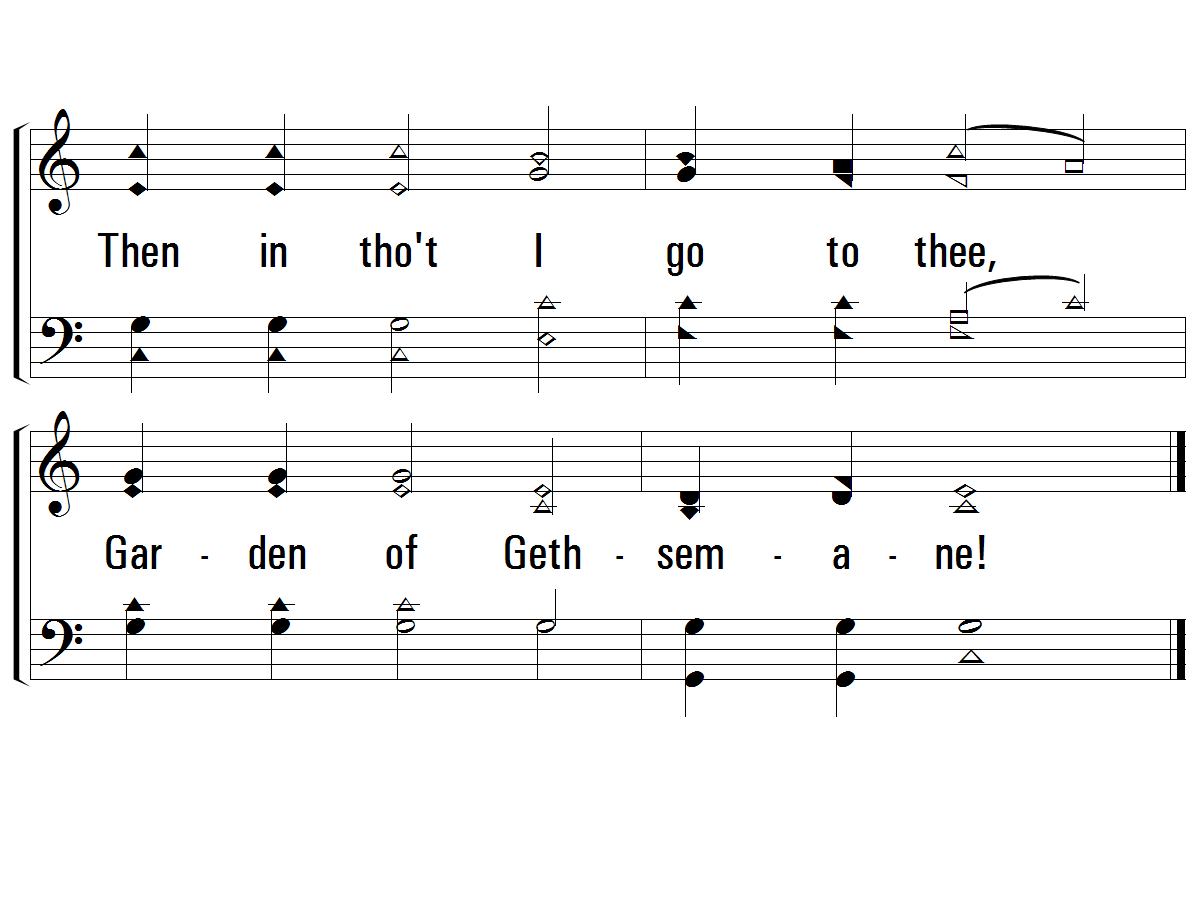 Then in tho't I go to thee,
Gar - den of Geth - sem - a - ne!